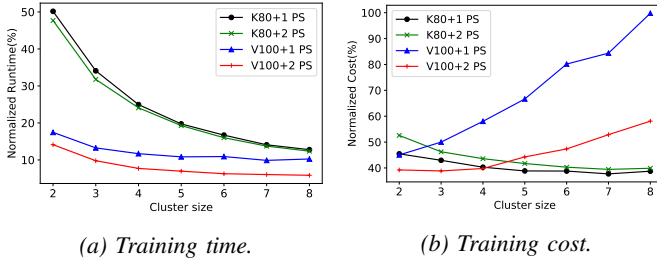 K80+1 PS
K80+2 PS
V100+1 PS
V100+2 PS
Normalized Runtime(%)
50
40
30
20
10
2 3 4 5 6 7 8
Cluster size
(a) Training time.
K80+1 PS
K80+2 PS
V100+1 PS
V100+2 PS
Normalized Cost(%)
100
90
80
70
60
50
40
2 3 4 5 6 7 8
Cluster size
(b) Training cost.